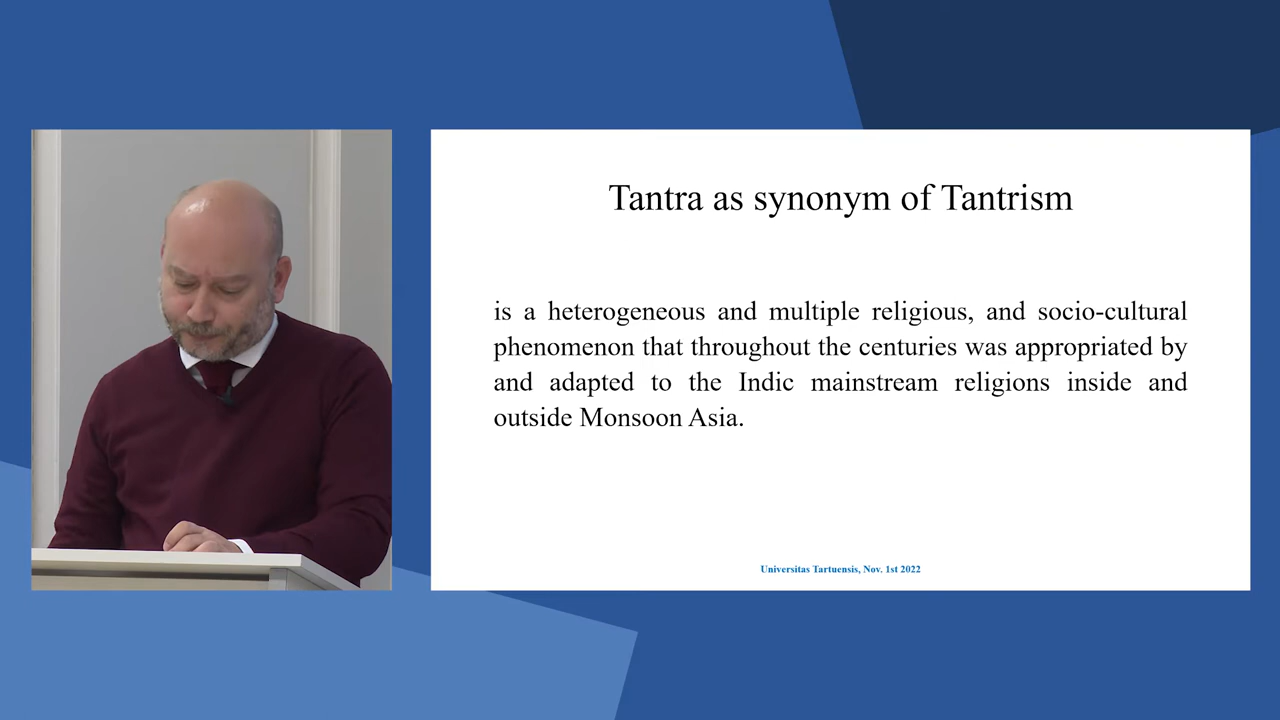 Tantra as synonym of Tantrism
is a heterogeneous and multiple religious, and socio-cultural
phenomenon that throughout the centuries was appropriated by
and adapted to the Indic mainstream religions inside and
outside Monsoon Asia.
Universitas Tartuensis, Nov. 1st 2022